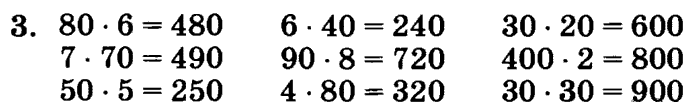 3. 80 · 6 = 480 6 · 40 = 240 30 · 20 = 600
7 · 70 = 490 90 · 8 = 720 400 · 2 = 800
50 · 5 = 250 4 · 80 = 320 30 · 30 = 900